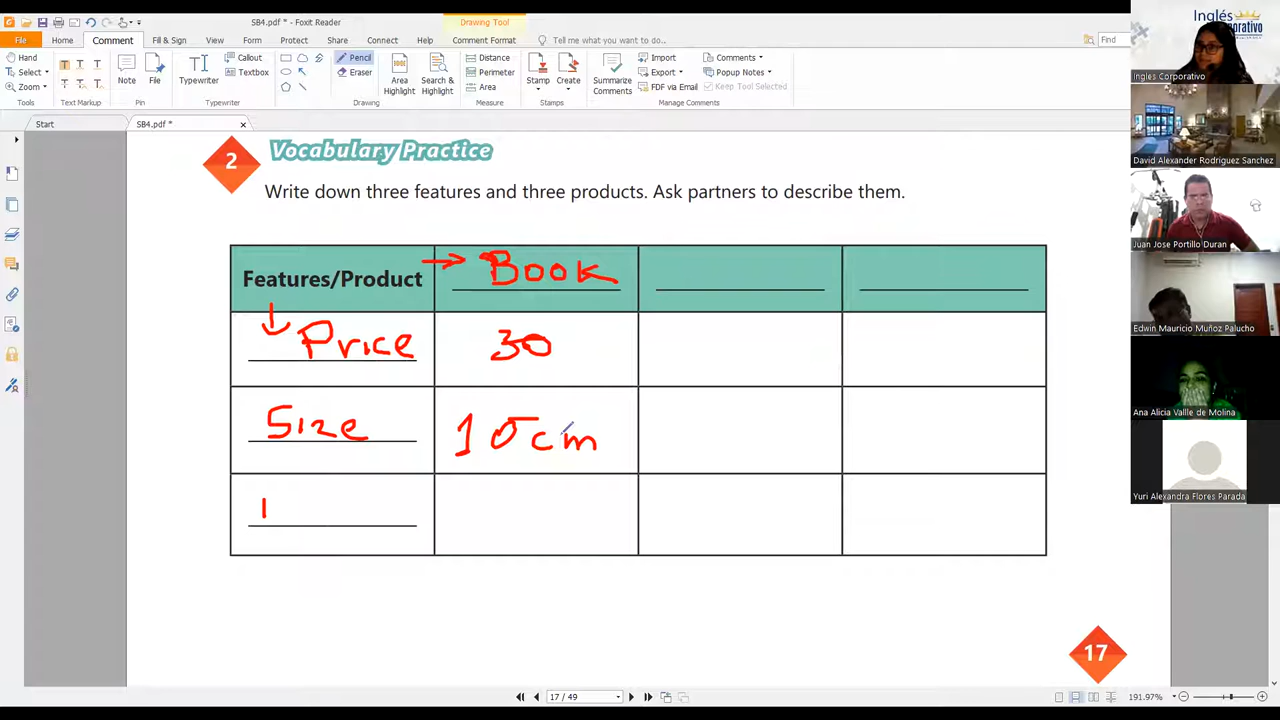 SB4.pdf * - Foxit Reader
Drawing Tool
File Home Comment Fill & Sign View Form Protect Share Connect Help Comment Format Tell me what you want to do... Find
Hand
Select
Zoom
Tools
Text Markup
Note
File
Pin
Typewriter
Callout
Textbox
Typewriter
Pencil
Eraser
Drawing
Area Highlight
Search & Highlight
Distance
Perimeter
Area
Measure
Stamp
Create
Stamps
Summarize Comments
Import
Export
FDF via Email
Comments
Popup Notes
Keep Tool Selected
Manage Comments
Start
SB4.pdf *
2 Vocabulary Practice
Write down three features and three products. Ask partners to describe them.
Features/Product Book
Price 30
Size 10cm
17
17 / 49
191.97%
Inglés
Ingles Corporativo
David Alexander Rodriguez Sanchez
Juan Jose Portillo Duran
Edwin Mauricio Muñoz Palucho
Ana Alicia Vallle de Molina
Yuri Alexandra Flores Parada